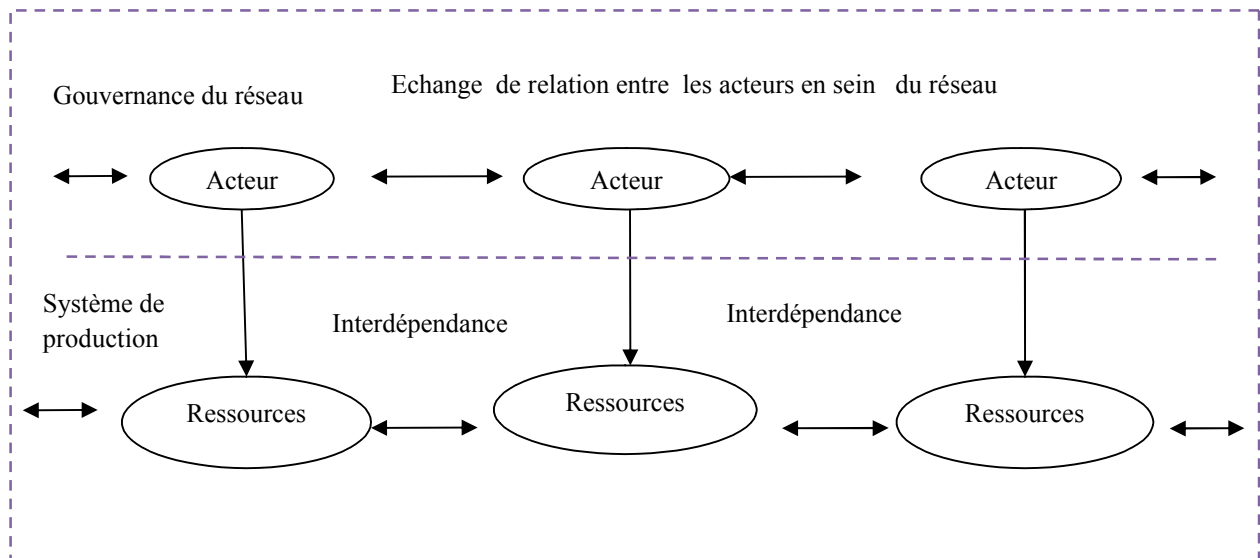 Gouvernance du réseau
Echange de relation entre les acteurs en sein du réseau
Acteur
Acteur
Acteur
Système de
production
Interdépendance
Interdépendance
Ressources
Ressources
Ressources